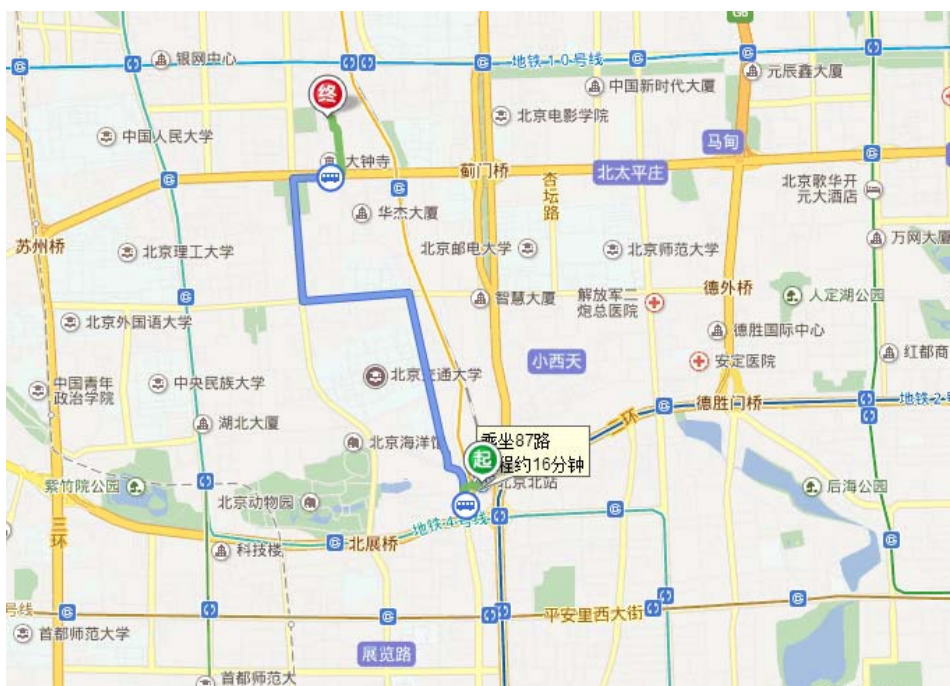 银网中心
地铁10号线
元辰鑫大厦
中国新时代大厦
终
北京电影学院
中国人民大学
马甸
大钟寺
蓟门桥
北太平庄
北京歌华开
元大酒店
杏坛路
华杰大厦
苏州桥
北京理工大学
北京邮电大学
北京师范大学
万网大厦
智慧大厦
解放军二
炮总医院
德外桥
人定湖公园
北京外国语大学
德胜国际中心
红都商
小西天
安定医院
中国青年
政治学院
中央民族大学
北京交通大学
地铁2
德胜门桥
湖北大厦
二环
北京海洋馆
乘坐87路
起
程约16分钟
北京北站
紫竹院公园
北京动物园
后海公园
地铁4号线
三环
科技楼
北展桥
号线
平安里西大街
首都师范大学
展览路
首都师范大